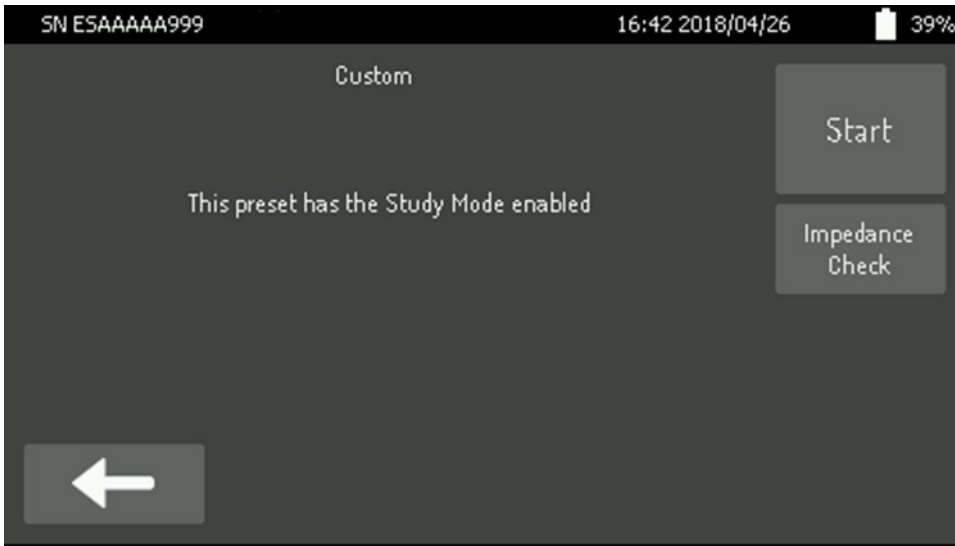 SN ESAAAAA999 16:42 2018/04/26 39%
Custom
Start
This preset has the Study Mode enabled
Impedance
Check